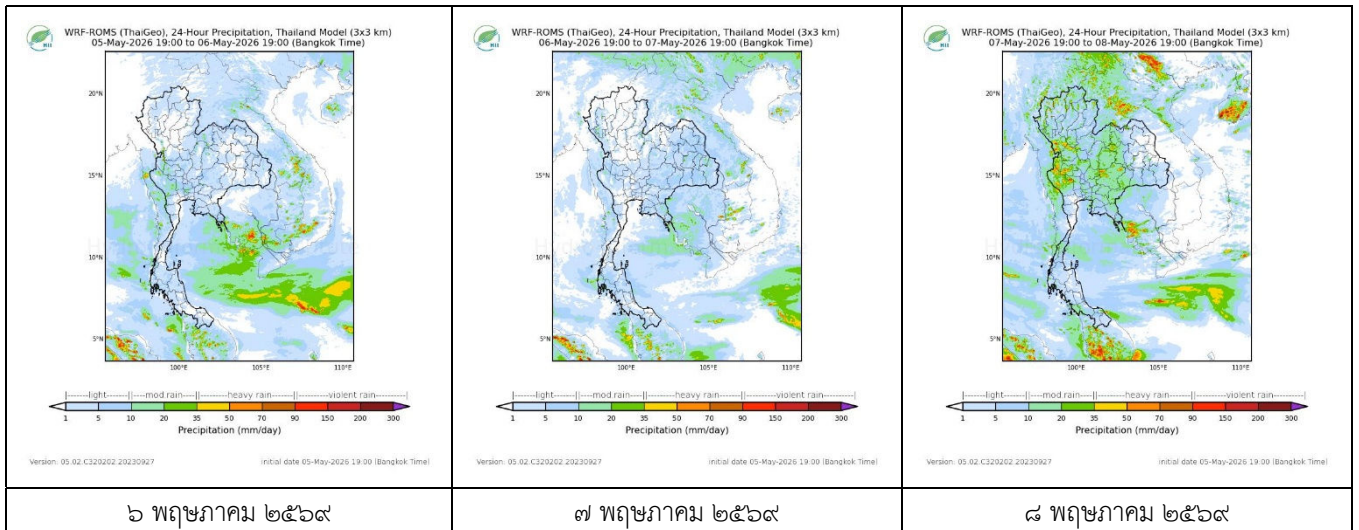 WRF-ROMS (ThaiGeo), 24-Hour Precipitation, Thailand Model (3x3 km)
05-May-2026 19:00 to 06-May-2026 19:00 (Bangkok Time)
20°N
15°N
10°N
5°N
100°E 105°E 110°E
|-------light------||---mod.rain---||------heavy rain------||------violent rain------|
1 5 10 20 35 50 70 90 150 200 300
Precipitation (mm/day)
Version: 05.02.C320202.20230927 initial date 05-May-2026 19:00 (Bangkok Time)
๖ พฤษภาคม ๒๕๖๙
WRF-ROMS (ThaiGeo), 24-Hour Precipitation, Thailand Model (3x3 km)
06-May-2026 19:00 to 07-May-2026 19:00 (Bangkok Time)
20°N
15°N
10°N
5°N
100°E 105°E 110°E
|-------light------||---mod.rain---||------heavy rain------||------violent rain------|
1 5 10 20 35 50 70 90 150 200 300
Precipitation (mm/day)
Version: 05.02.C320202.20230927 initial date 05-May-2026 19:00 (Bangkok Time)
๗ พฤษภาคม ๒๕๖๙
WRF-ROMS (ThaiGeo), 24-Hour Precipitation, Thailand Model (3x3 km)
07-May-2026 19:00 to 08-May-2026 19:00 (Bangkok Time)
20°N
15°N
10°N
5°N
100°E 105°E 110°E
|-------light------||---mod.rain---||------heavy rain------||------violent rain------|
1 5 10 20 35 50 70 90 150 200 300
Precipitation (mm/day)
Version: 05.02.C320202.20230927 initial date 05-May-2026 19:00 (Bangkok Time)
๘ พฤษภาคม ๒๕๖๙